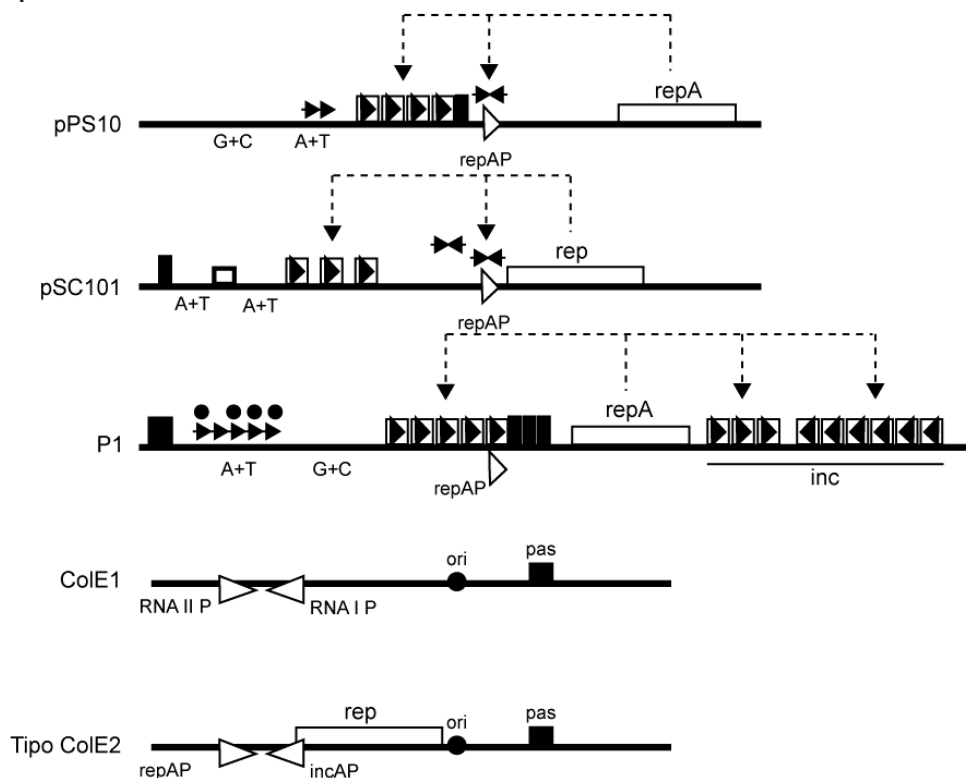 repA
pPS10
G+C A+T
repAP
rep
pSC101
A+T A+T
repAP
repA
P1
A+T G+C
repAP
inc
ori pas
ColE1
RNA II P RNA I P
rep
ori pas
Tipo ColE2
repAP incAP